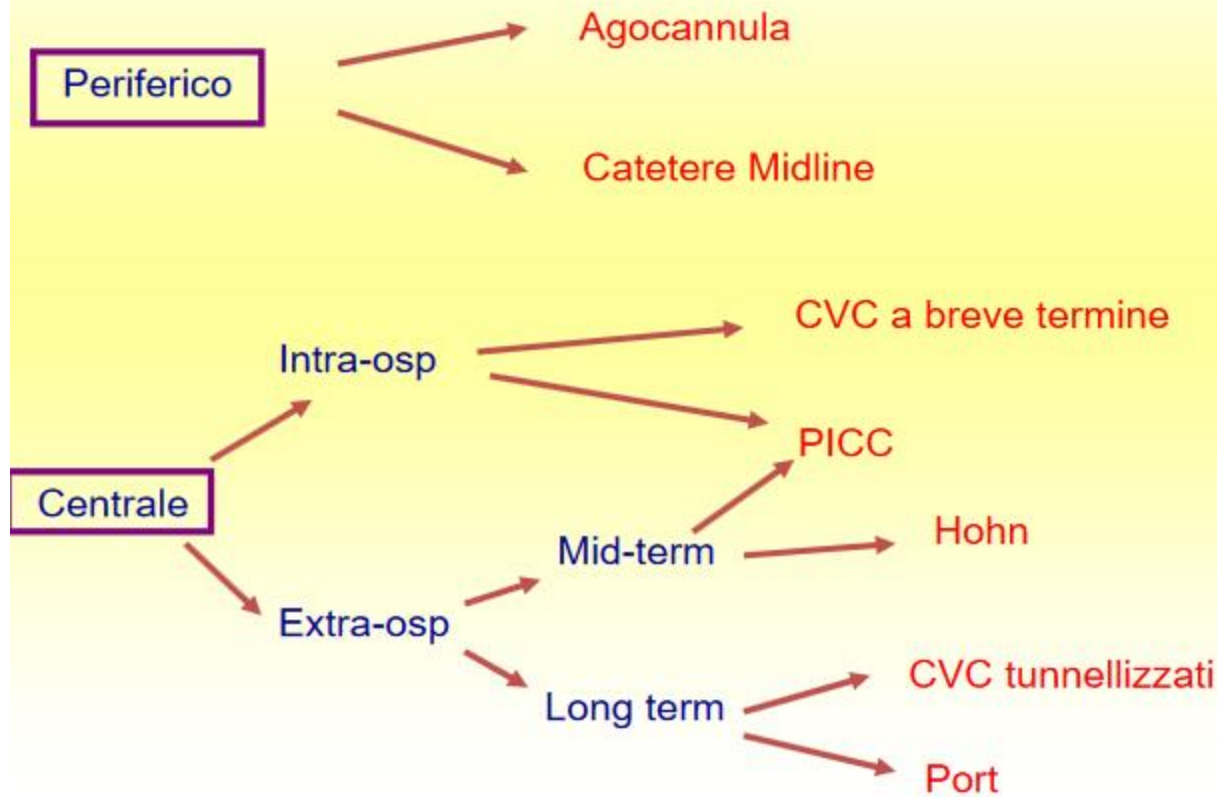 Agocannula
Periferico
Catetere Midline
CVC a breve termine
Intra-osp
PICC
Centrale
Hohn
Mid-term
Extra-osp
CVC tunnellizzati
Long term
Port